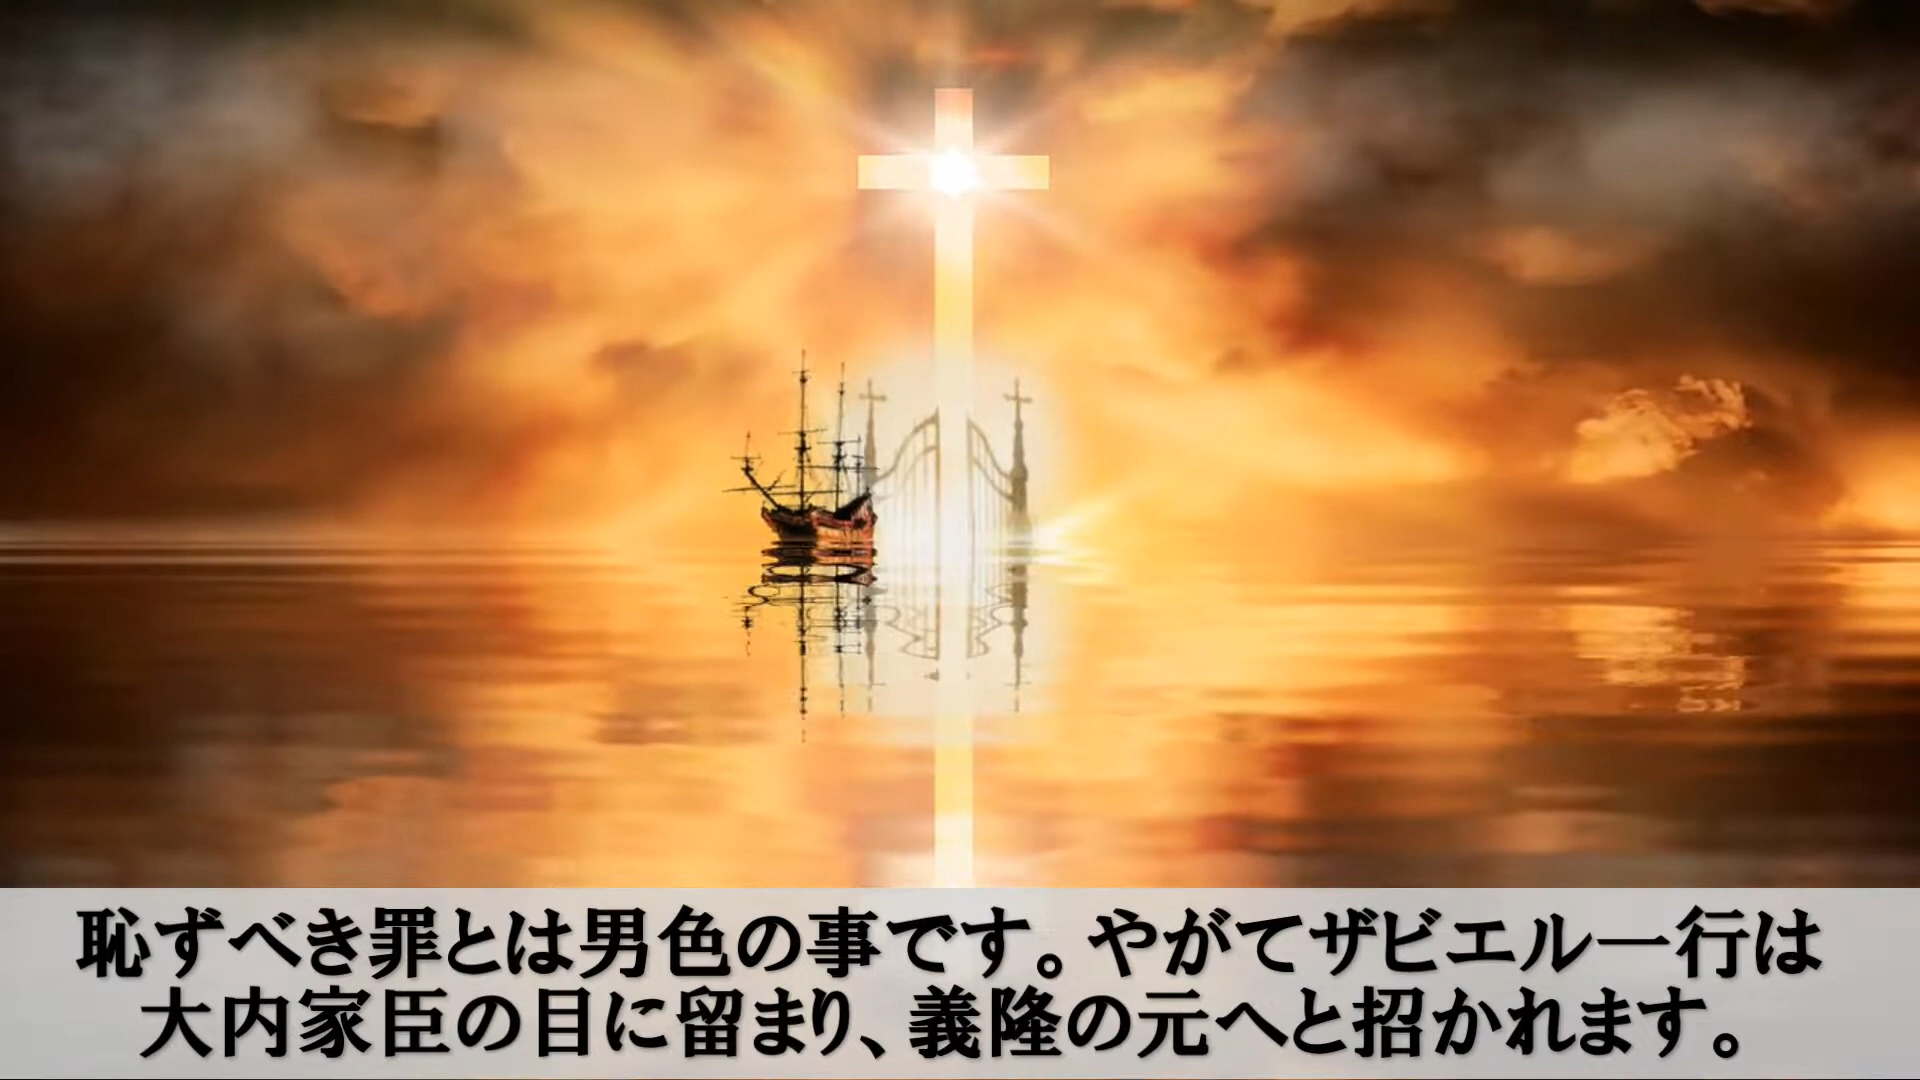 恥ずべき罪とは男色の事です。やがてザビエル一行は
大内家臣の目に留まり、義隆の元へと招かれます。